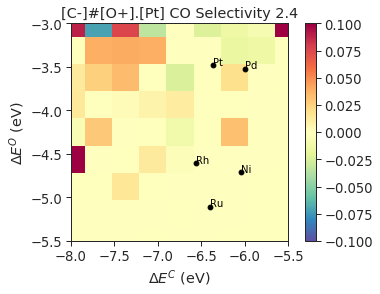 [C-]#[O+].[Pt] CO Selectivity 2.4
−3.0
−3.5
−4.0
−4.5
−5.0
−5.5
ΔE^O (eV)
Pt
Pd
Rh
Ni
Ru
−8.0 −7.5 −7.0 −6.5 −6.0 −5.5
ΔE^C (eV)
0.100
0.075
0.050
0.025
0.000
−0.025
−0.050
−0.075
−0.100